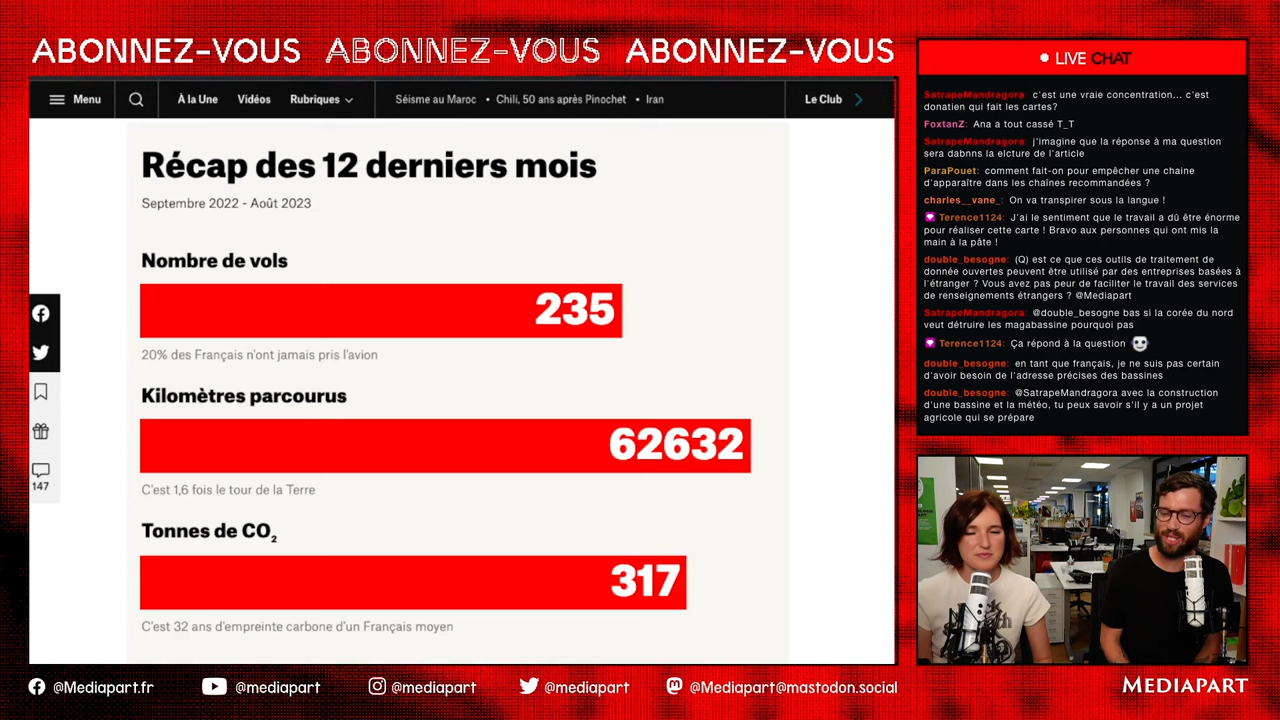 ABONNEZ-VOUS ABONNEZ-VOUS ABONNEZ-VOUS
Menu À la Une Vidéos Rubriques Séisme au Maroc • Chili, 50 ans après Pinochet • Iran Le Club
Récap des 12 derniers mois
Septembre 2022 - Août 2023
Nombre de vols
235
20% des Français n'ont jamais pris l'avion
Kilomètres parcourus
62632
C'est 1,6 fois le tour de la Terre
Tonnes de CO2
317
C'est 32 ans d'empreinte carbone d'un Français moyen
147
LIVE CHAT
SatrapeMandragora: c'est une vraie concentration... c'est
donatien qui fait les cartes?
FoxtanZ: Ana a tout cassé T_T
SatrapeMandragora: j'imagine que la réponse à ma question
sera dabnns la elcture de l'article
ParaPouet: comment fait-on pour empêcher une chaine
d'apparaître dans les chaînes recommandées ?
charles__vane_: On va transpirer sous la langue !
Terence1124: J'ai le sentiment que le travail a dû être énorme
pour réaliser cette carte ! Bravo aux personnes qui ont mis la
main à la pâte !
double_besogne: (Q) est ce que ces outils de traitement de
donnée ouvertes peuvent être utilisé par des entreprises basées à
l'étranger ? Vous avez pas peur de faciliter le travail des services
de renseignements étrangers ? @Mediapart
SatrapeMandragora: @double_besogne bas si la corée du nord
veut détruire les magabassine pourquoi pas
Terence1124: Ça répond à la question
double_besogne: en tant que français, je ne suis pas certain
d'avoir besoin de l'adresse précises des bassines
double_besogne: @SatrapeMandragora avec la construction
d'une bassine et la météo, tu peux savoir s'il y a un projet
agricole qui se prépare
@Mediapart.fr @mediapart @mediapart @mediapart @Mediapart@mastodon.social
MEDIAPART